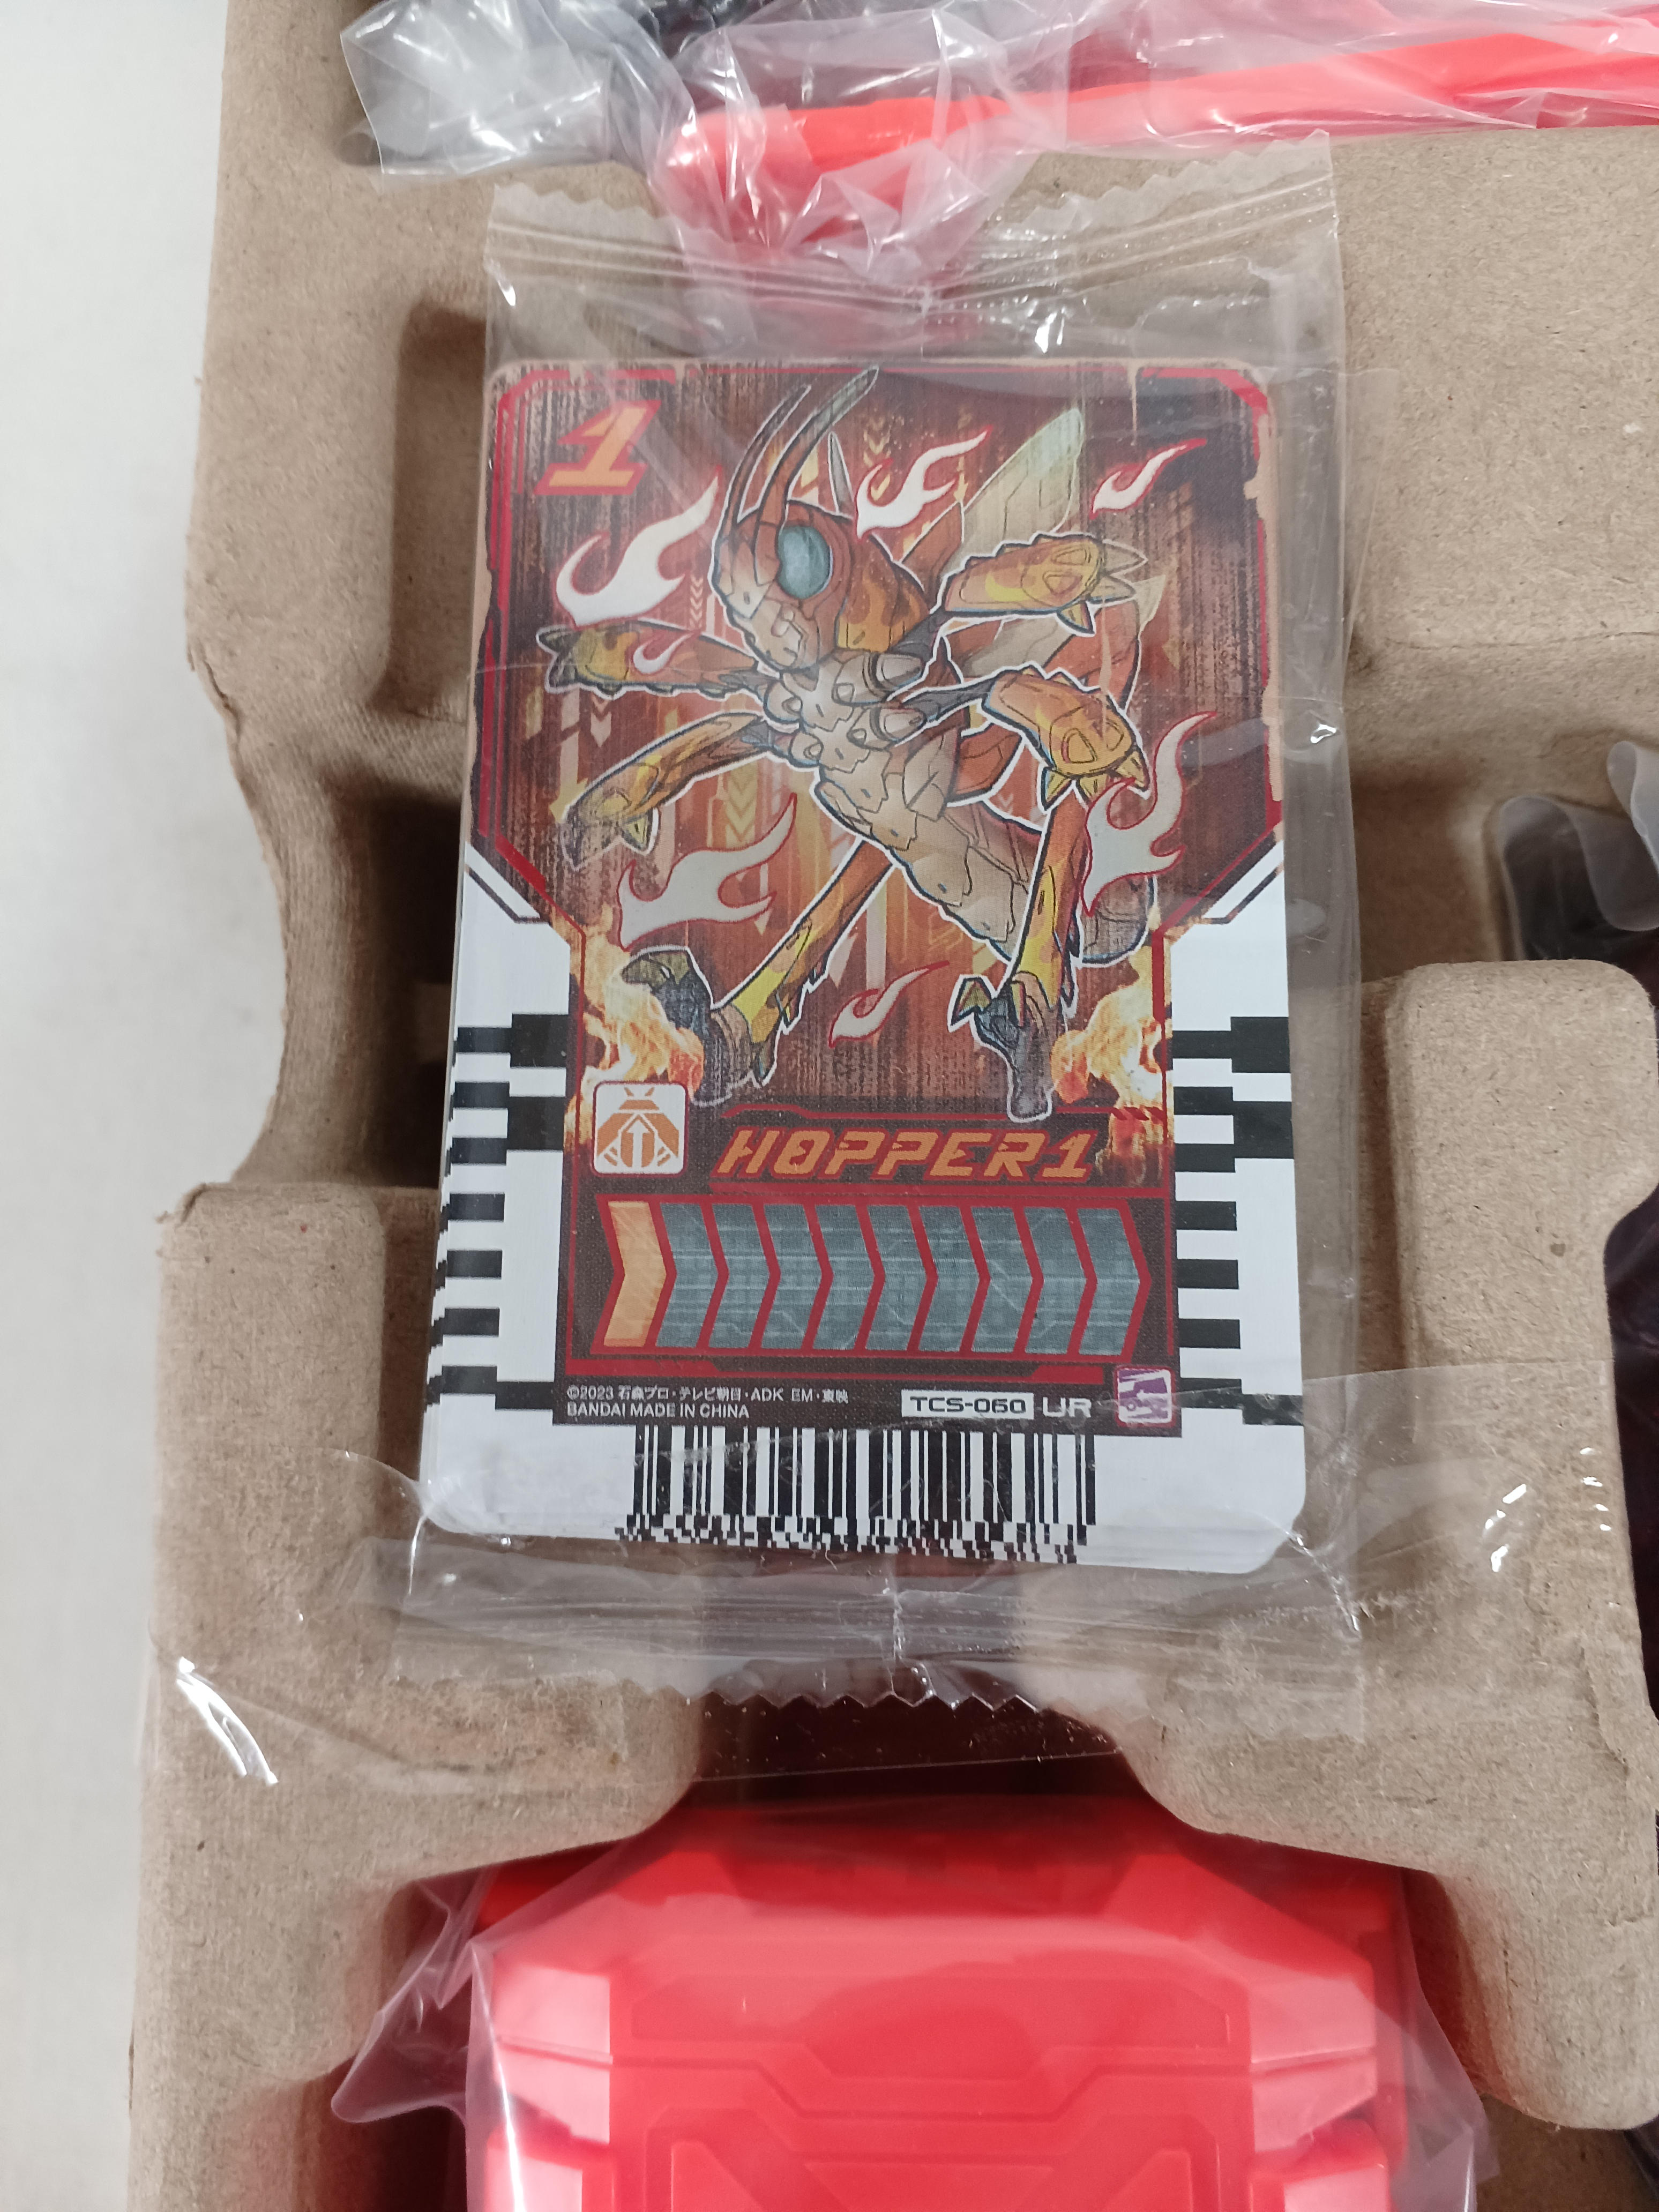 1
HOPPER1
©2023 石森プロ・テレビ朝日・ADK EM・東映
BANDAI MADE IN CHINA
TCS-060 UR